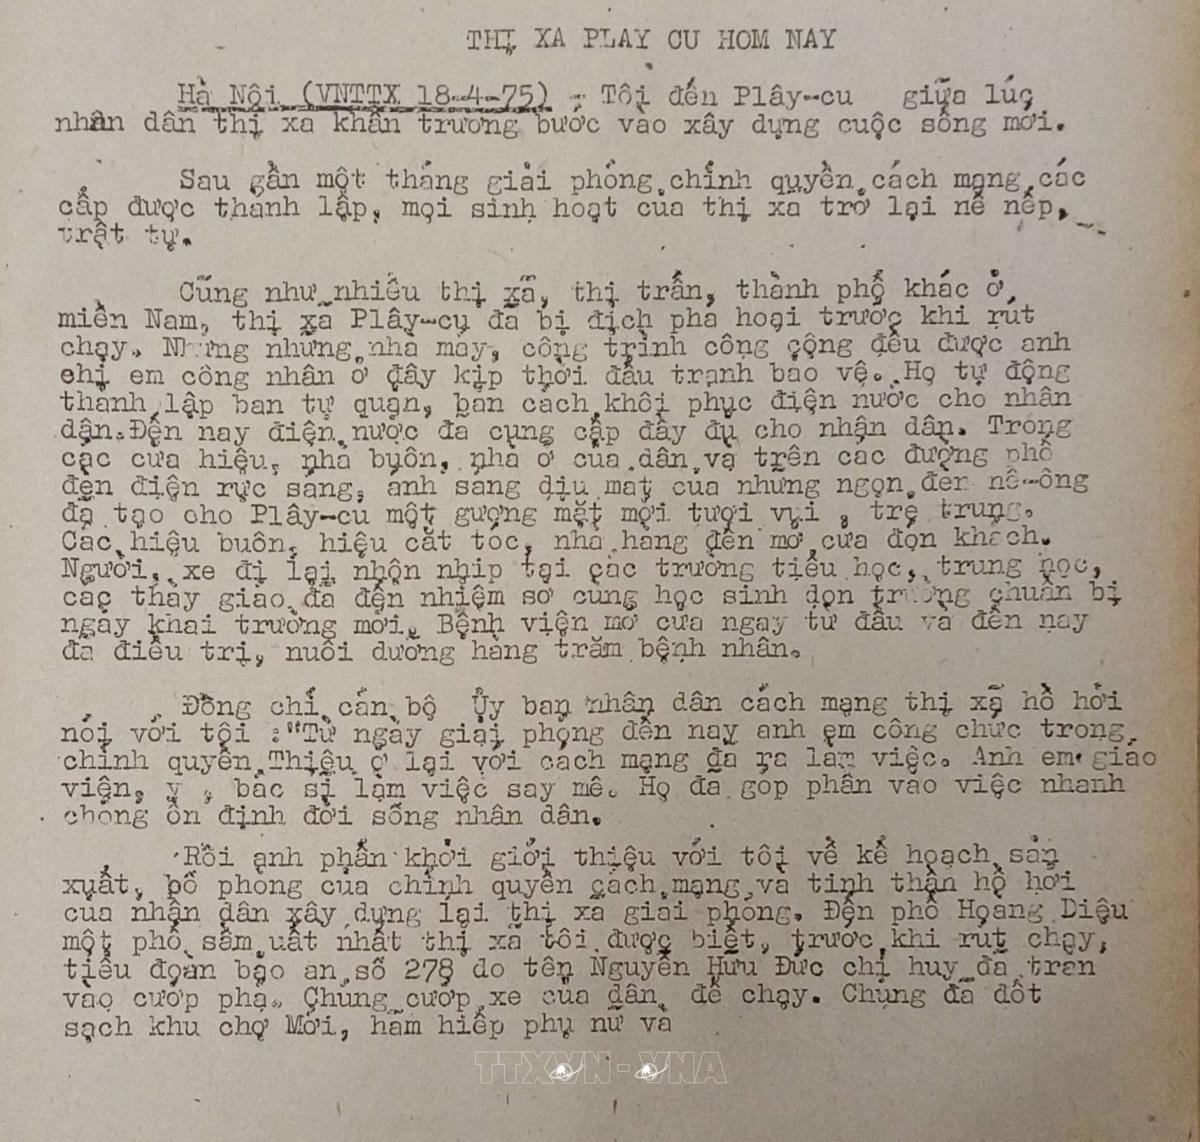 THỊ XA PLAY CU HOM NAY
Hà Nội (VNTTX 18-4-75) - Tôi đến Plây-cu giữa lúc
nhân dân thị xa khẩn trương bước vào xây dựng cuộc sống mới.
Sau gần một tháng giải phóng chính quyền cách mạng các
cấp được thành lập, mọi sinh hoạt của thị xa trở lại nề nếp,
trật tự.
Cũng như nhiều thị xã, thị trấn, thành phố khác ở
miền Nam, thị xã Plây-cu đã bị địch phá hoại trước khi rút
chạy. Nhưng những nhà máy, công trình công cộng đều được anh
chị em công nhân ở đây kịp thời đấu tranh bảo vệ. Họ tự động
thành lập ban tự quản, bàn cách khôi phục điện nước cho nhân
dân.Đến nay điện nước đã cung cấp đầy đủ cho nhân dân. Trong
các cửa hiệu, nhà buôn, nhà ở của dân và trên các đường phố
đèn điện rực sáng, ánh sáng dịu mát của những ngọn đèn nê-ông
đã tạo cho Plây-cu một gương mặt mới tươi vui , trẻ trung.
Các hiệu buôn, hiệu cắt tóc, nhà hàng đến mở cửa đón khách.
Người, xe đi lại nhộn nhịp tại các trường tiểu học, trung học,
các thầy giáo đã đến nhiệm sở cùng học sinh dọn trường chuẩn bị
ngày khai trường mới. Bệnh viện mở cửa ngay từ đầu và đến nay
đã điều trị, nuôi dưỡng hàng trăm bệnh nhân.
Đồng chí cán bộ Ủy ban nhân dân cách mạng thị xã hồ hởi
nói với tôi :"Từ ngày giải phóng đến nay anh em công chức trong
chính quyền Thiệu ở lại với cách mạng đã ra làm việc. Anh em giáo
viên, y , bác sĩ làm việc say mê. Họ đã góp phần vào việc nhanh
chóng ổn định đời sống nhân dân.
Rồi anh phấn khởi giới thiệu với tôi về kế hoạch sản
xuất, bố phòng của chính quyền cách mạng và tinh thần hồ hởi
của nhân dân xây dựng lại thị xã giải phóng. Đến phố Hoàng Diệu
một phố sầm uất nhất thị xã tôi được biết, trước khi rút chạy,
tiểu đoàn bảo an số 278 do tên Nguyễn Hữu Đức chỉ huy đã tràn
vào cướp phá. Chúng cướp xe của dân để chạy. Chúng đã đốt
sạch khu chợ Mới, hãm hiếp phụ nữ và
TTXVN-VNA